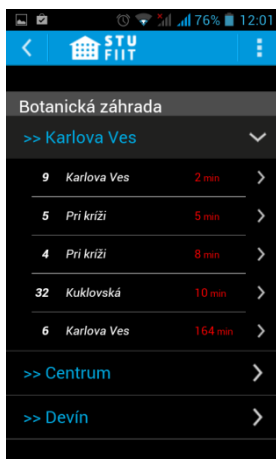 76% 12:01
STU
FIIT
Botanická záhrada
>> Karlova Ves
9 Karlova Ves 2 min
5 Pri kríži 5 min
4 Pri kríži 8 min
32 Kuklovská 10 min
6 Karlova Ves 164 min
>> Centrum
>> Devín